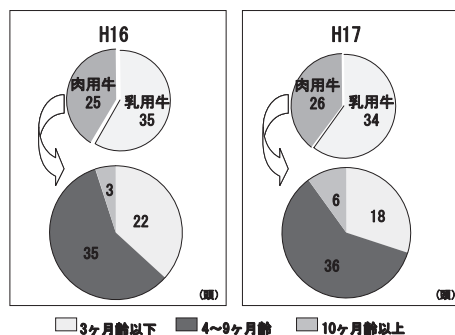 H16
肉用牛
25
乳用牛
35
3
22
35
(頭)
H17
肉用牛
26
乳用牛
34
6
18
36
(頭)
3ヶ月齢以下 4〜9ヶ月齢 10ヶ月齢以上